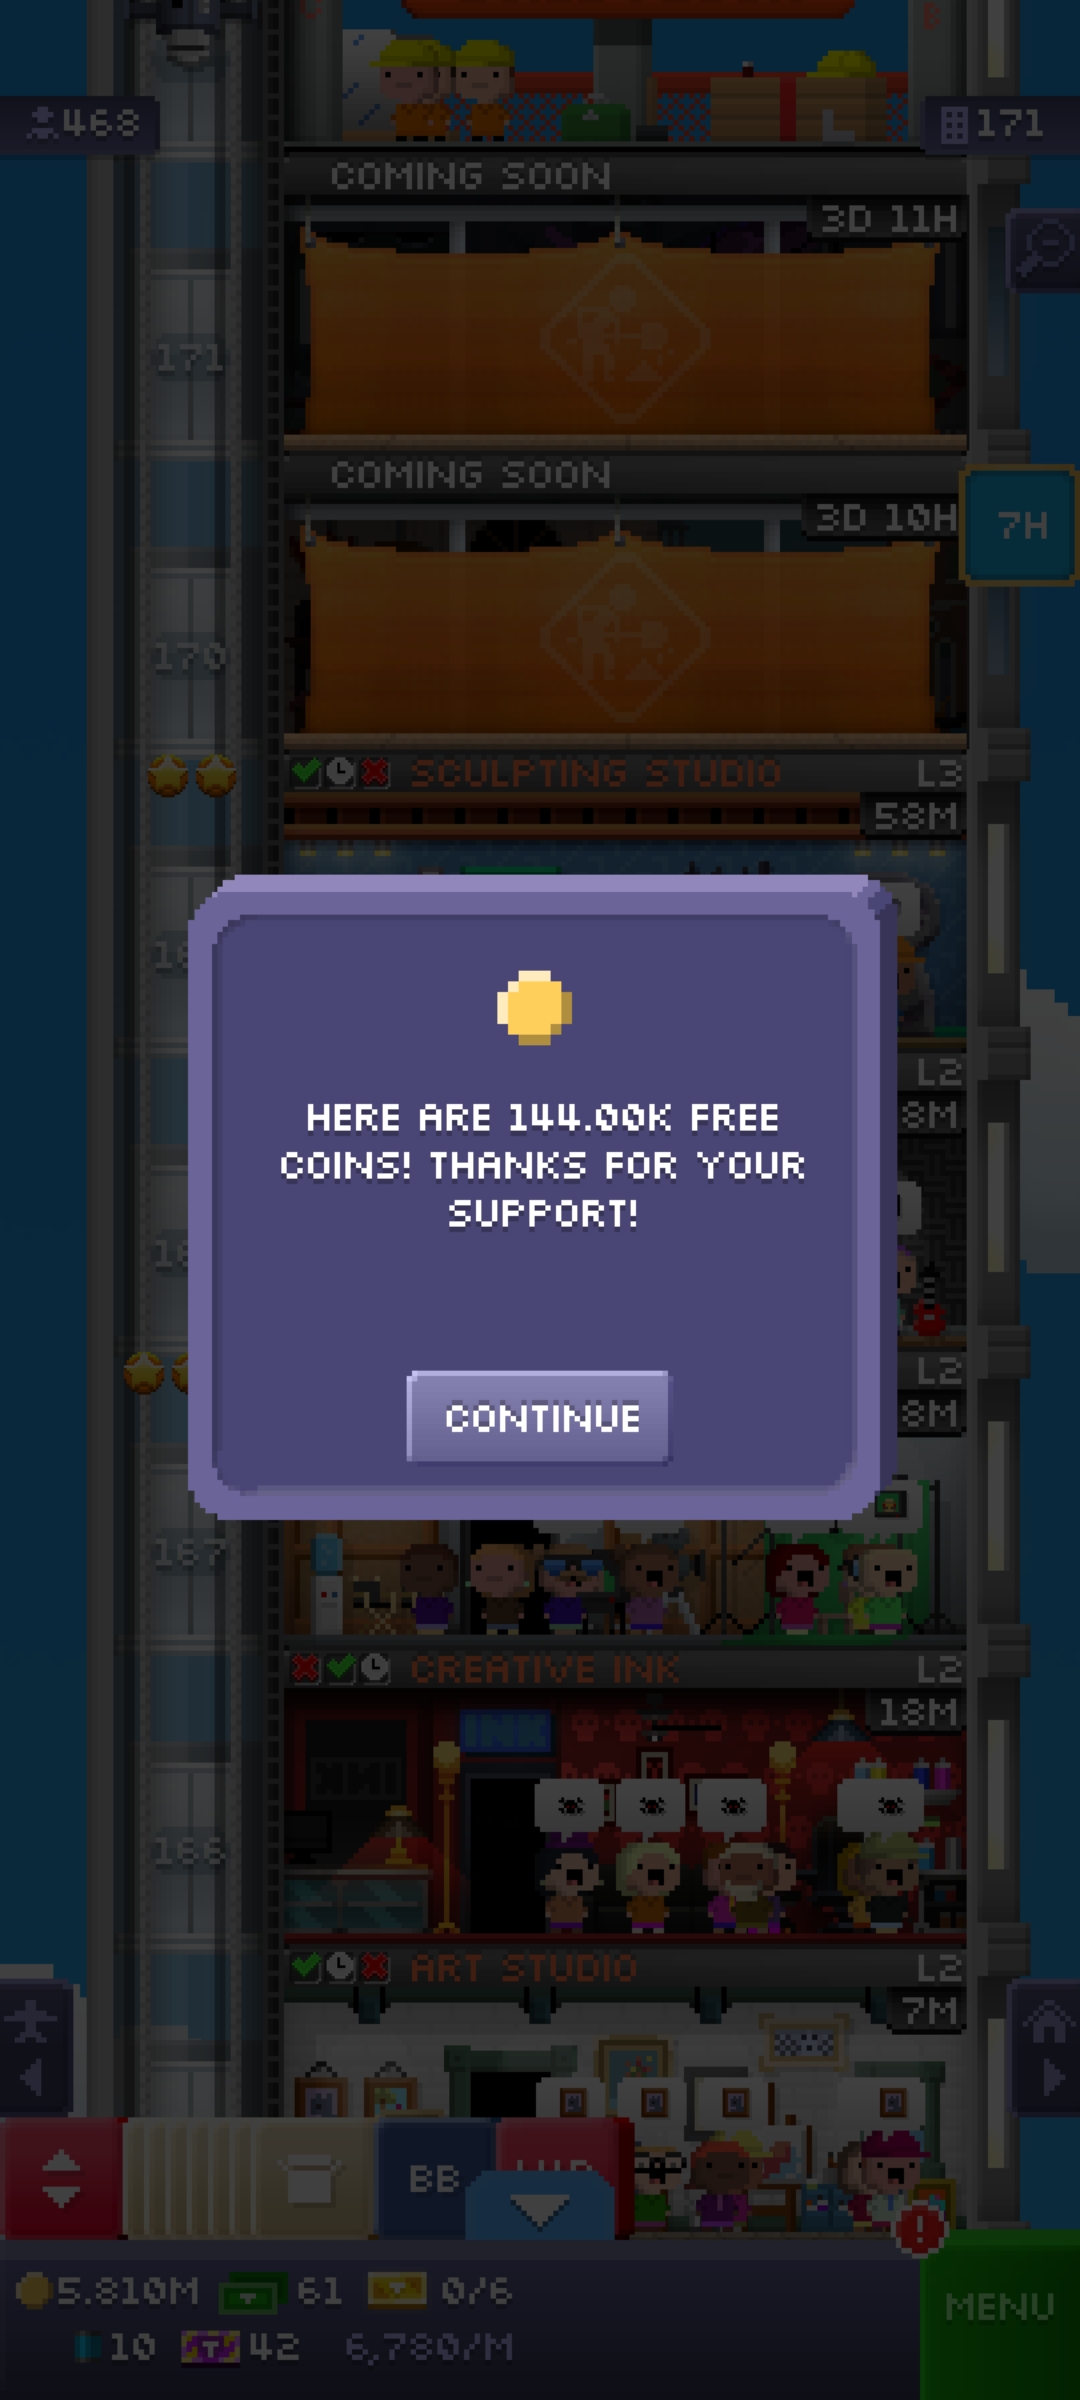 468
171
COMING SOON
3D 11H
171
COMING SOON
3D 10H
7H
170
SCULPTING STUDIO L3
58M
L2
8M
HERE ARE 144.00K FREE
COINS! THANKS FOR YOUR
SUPPORT!
L2
8M
CONTINUE
167
CREATIVE INK L2
18M
INK
166
ART STUDIO L2
7M
BB
5.810M 61 0/6
MENU
10 42 6,780/M